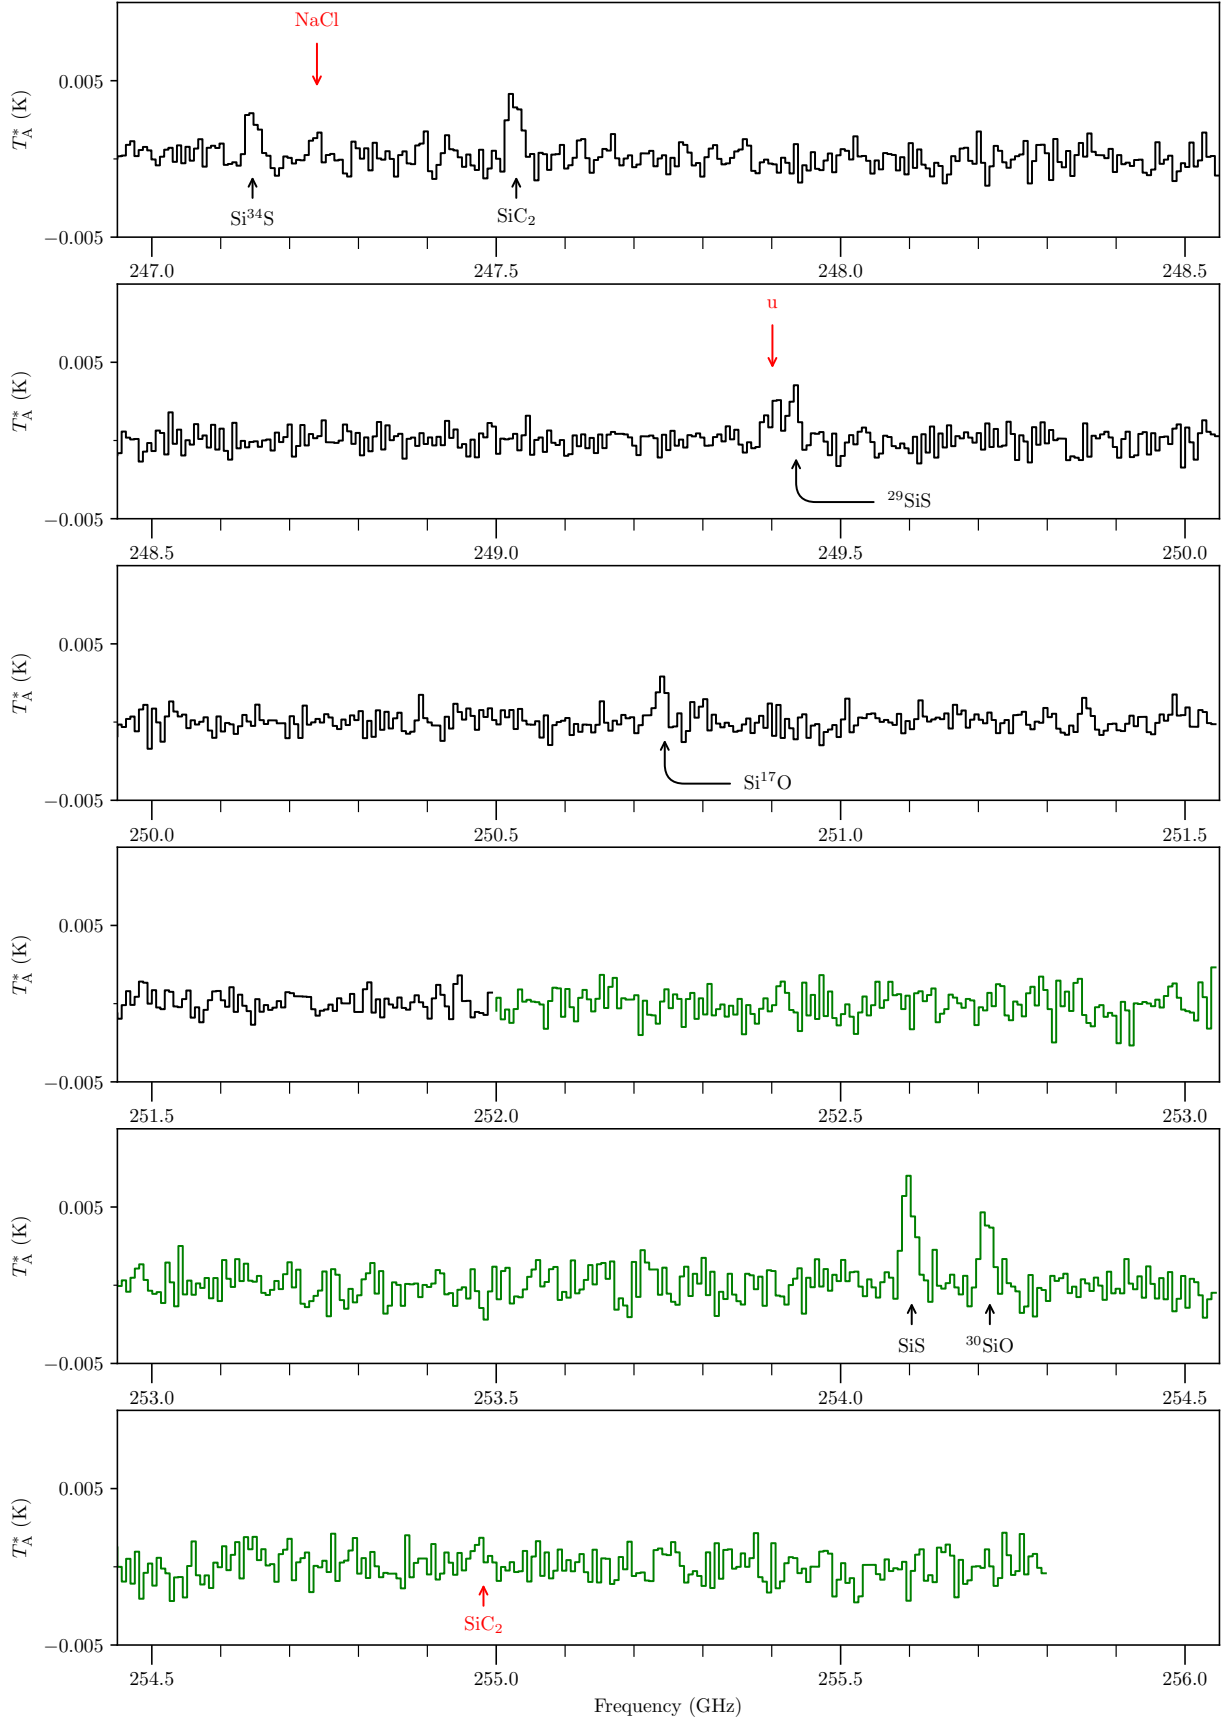 NaCl
0.005
T*A (K)
Si³⁴S
SiC₂
−0.005
247.0 247.5 248.0 248.5
u
0.005
T*A (K)
²⁹SiS
−0.005
248.5 249.0 249.5 250.0
0.005
T*A (K)
Si¹⁷O
−0.005
250.0 250.5 251.0 251.5
0.005
T*A (K)
−0.005
251.5 252.0 252.5 253.0
0.005
T*A (K)
SiS ³⁰SiO
−0.005
253.0 253.5 254.0 254.5
0.005
T*A (K)
SiC₂
−0.005
254.5 255.0 255.5 256.0
Frequency (GHz)